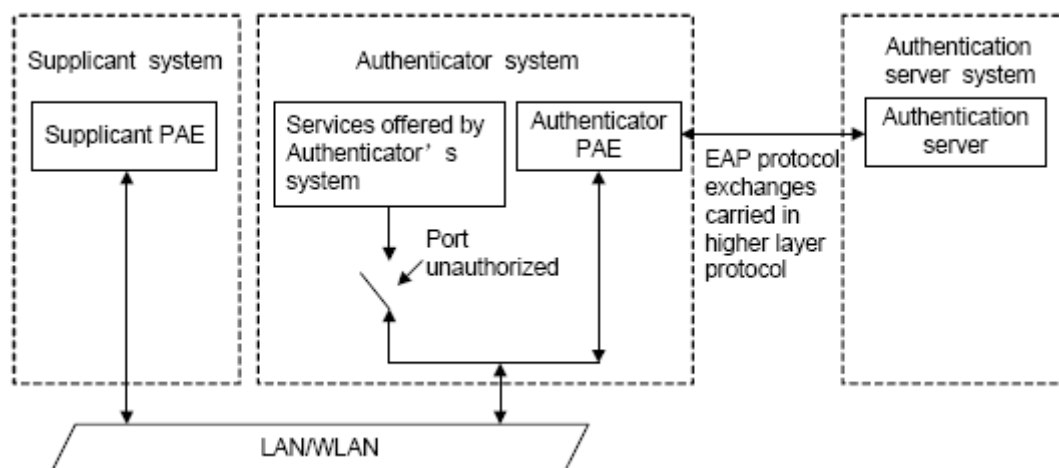 Supplicant system
Supplicant PAE
Authenticator system
Services offered by
Authenticator’s
system
Authenticator
PAE
Port
unauthorized
EAP protocol
exchanges
carried in
higher layer
protocol
Authentication
server system
Authentication
server
LAN/WLAN